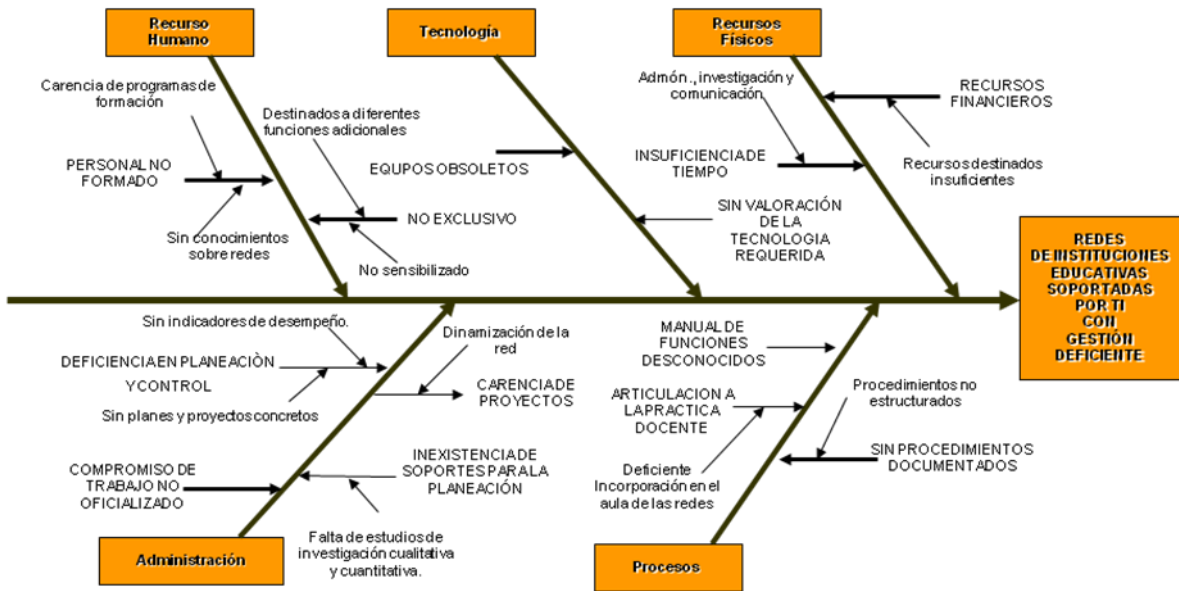 Recurso
Humano
Tecnología
Recursos
Físicos
Carencia de programas de
formación
Destinados a diferentes
funciones adicionales
PERSONAL NO
FORMADO
NO EXCLUSIVO
Sin conocimientos
sobre redes
No sensibilizado
EQUPOS OBSOLETOS
SIN VALORACIÓN
DE LA
TECNOLOGIA
REQUERIDA
Admón., investigación y
comunicación
INSUFICIENCIA DE
TIEMPO
RECURSOS
FINANCIEROS
Recursos destinados
insuficientes
REDES
DE INSTITUCIONES
EDUCATIVAS
SOPORTADAS
POR TI
CON
GESTIÓN
DEFICIENTE
Sin indicadores de desempeño.
DEFICIENCIA EN PLANEACIÒN
Y CONTROL
Sin planes y proyectos concretos
Dinamización de la
red
CARENCIA DE
PROYECTOS
COMPROMISO DE
TRABAJO NO
OFICIALIZADO
INEXISTENCIA DE
SOPORTES PARA LA
PLANEACIÓN
Falta de estudios de
investigación cualitativa
y cuantitativa.
Administración
MANUAL DE
FUNCIONES
DESCONOCIDOS
ARTICULACION A
LA PRACTICA
DOCENTE
Deficiente
Incorporación en el
aula de las redes
Procedimientos no
estructurados
SIN PROCEDIMIENTOS
DOCUMENTADOS
Procesos